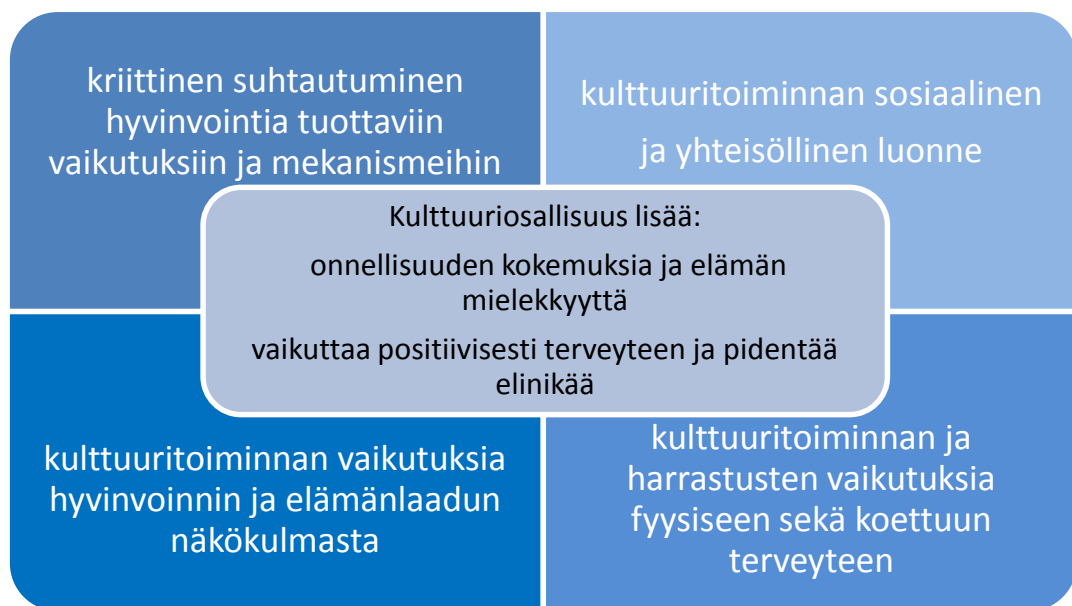 kriittinen suhtautuminen
hyvinvointia tuottaviin
vaikutuksiin ja mekanismeihin
kulttuuritoiminnan sosiaalinen
ja yhteisöllinen luonne
Kulttuuriosallisuus lisää:
onnellisuuden kokemuksia ja elämän
mielekkyyttä
vaikuttaa positiivisesti terveyteen ja pidentää
elinikää
kulttuuritoiminnan vaikutuksia
hyvinvoinnin ja elämänlaadun
näkökulmasta
kulttuuritoiminnan ja
harrastusten vaikutuksia
fyysiseen sekä koettuun
terveyteen